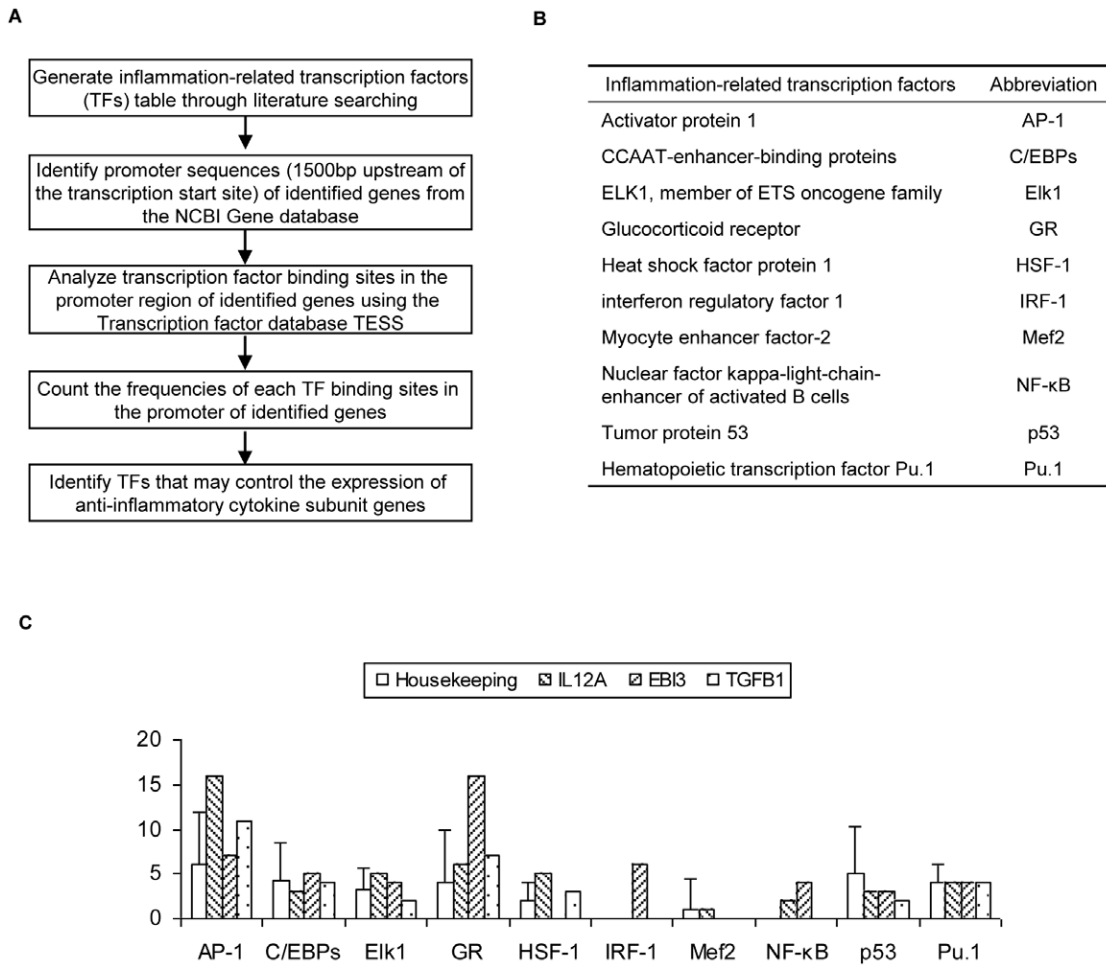 A
Generate inflammation-related transcription factors
(TFs) table through literature searching
Identify promoter sequences (1500bp upstream of
the transcription start site) of identified genes from
the NCBI Gene database
Analyze transcription factor binding sites in the
promoter region of identified genes using the
Transcription factor database TESS
Count the frequencies of each TF binding sites in
the promoter of identified genes
Identify TFs that may control the expression of
anti-inflammatory cytokine subunit genes
B
Inflammation-related transcription factors Abbreviation
Activator protein 1 AP-1
CCAAT-enhancer-binding proteins C/EBPs
ELK1, member of ETS oncogene family Elk1
Glucocorticoid receptor GR
Heat shock factor protein 1 HSF-1
interferon regulatory factor 1 IRF-1
Myocyte enhancer factor-2 Mef2
Nuclear factor kappa-light-chain-
enhancer of activated B cells NF-κB
Tumor protein 53 p53
Hematopoietic transcription factor Pu.1 Pu.1
C
Housekeeping IL12A EBI3 TGFB1
20
15
10
5
0
AP-1 C/EBPs Elk1 GR HSF-1 IRF-1 Mef2 NF-κB p53 Pu.1